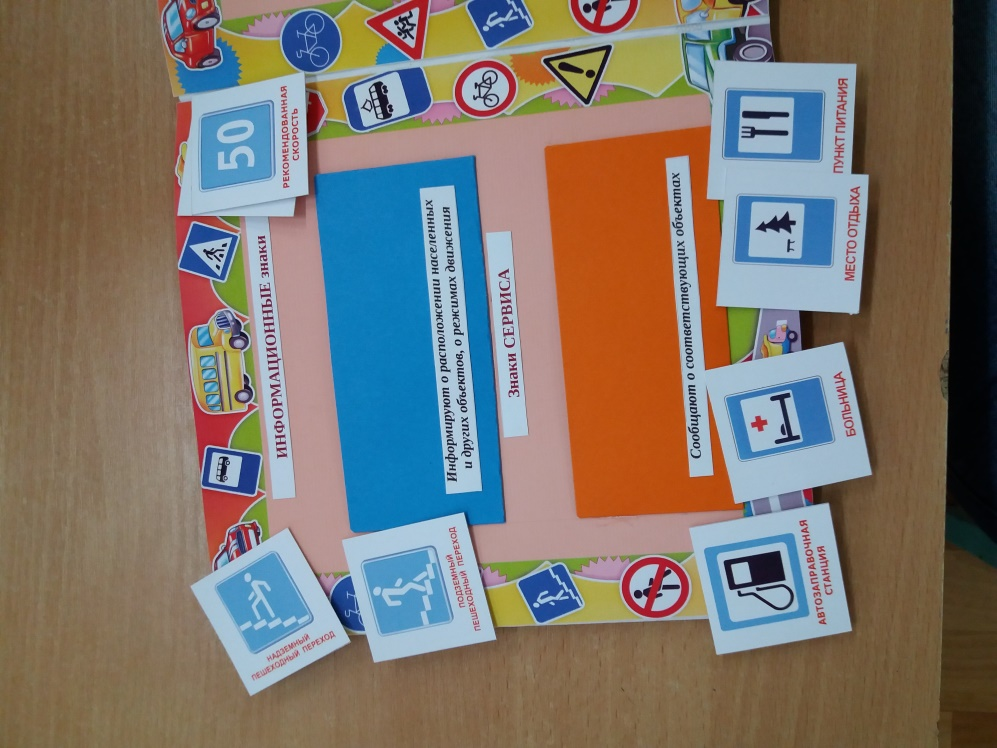 ИНФОРМАЦИОННЫЕ знаки
50
РЕКОМЕНДОВАННАЯ
СКОРОСТЬ
НАДЗЕМНЫЙ
ПЕШЕХОДНЫЙ ПЕРЕХОД
ПОДЗЕМНЫЙ
ПЕШЕХОДНЫЙ ПЕРЕХОД
Информируют о расположении населенных
и других объектов, о режимах движения
Знаки СЕРВИСА
Сообщают о соответствующих объектах
АВТОЗАПРАВОЧНАЯ
СТАНЦИЯ
БОЛЬНИЦА
МЕСТО ОТДЫХА
ПУНКТ ПИТАНИЯ